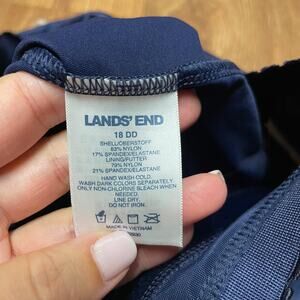 LANDS' END
18 DD
SHELL/OBERSTOFF
83% NYLON
17% SPANDEX/ELASTANE
LINING/FUTTER
79% NYLON
21% SPANDEX/ELASTANE
HAND WASH COLD.
WASH DARK COLORS SEPARATELY
ONLY NON-CHLORINE BLEACH WHEN
NEEDED.
LINE DRY.
DO NOT IRON.
MADE IN VIETNAM